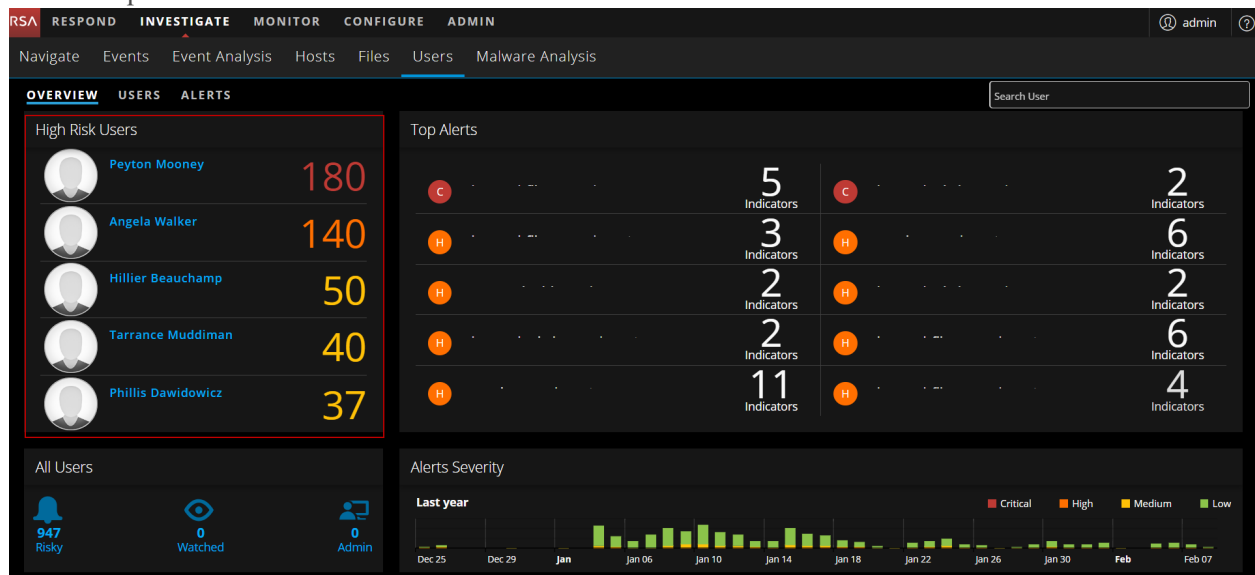 RSA RESPOND INVESTIGATE MONITOR CONFIGURE ADMIN admin ?
Navigate Events Event Analysis Hosts Files Users Malware Analysis
OVERVIEW USERS ALERTS Search User
High Risk Users
Peyton Mooney 180
Angela Walker 140
Hillier Beauchamp 50
Tarrance Muddiman 40
Phillis Dawidowicz 37
Top Alerts
C 5 Indicators C 2 Indicators
H 3 Indicators H 6 Indicators
H 2 Indicators H 2 Indicators
H 2 Indicators H 6 Indicators
H 11 Indicators H 4 Indicators
All Users
947 0 0
Risky Watched Admin
Alerts Severity
Last year Critical High Medium Low
Dec 25 Dec 29 Jan Jan 06 Jan 10 Jan 14 Jan 18 Jan 22 Jan 26 Jan 30 Feb Feb 07